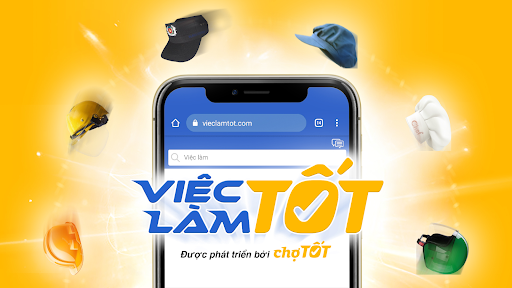 vieclamtot.com
Việc làm
VIỆC
LÀM TỐT
Được phát triển bởi chợTỐT